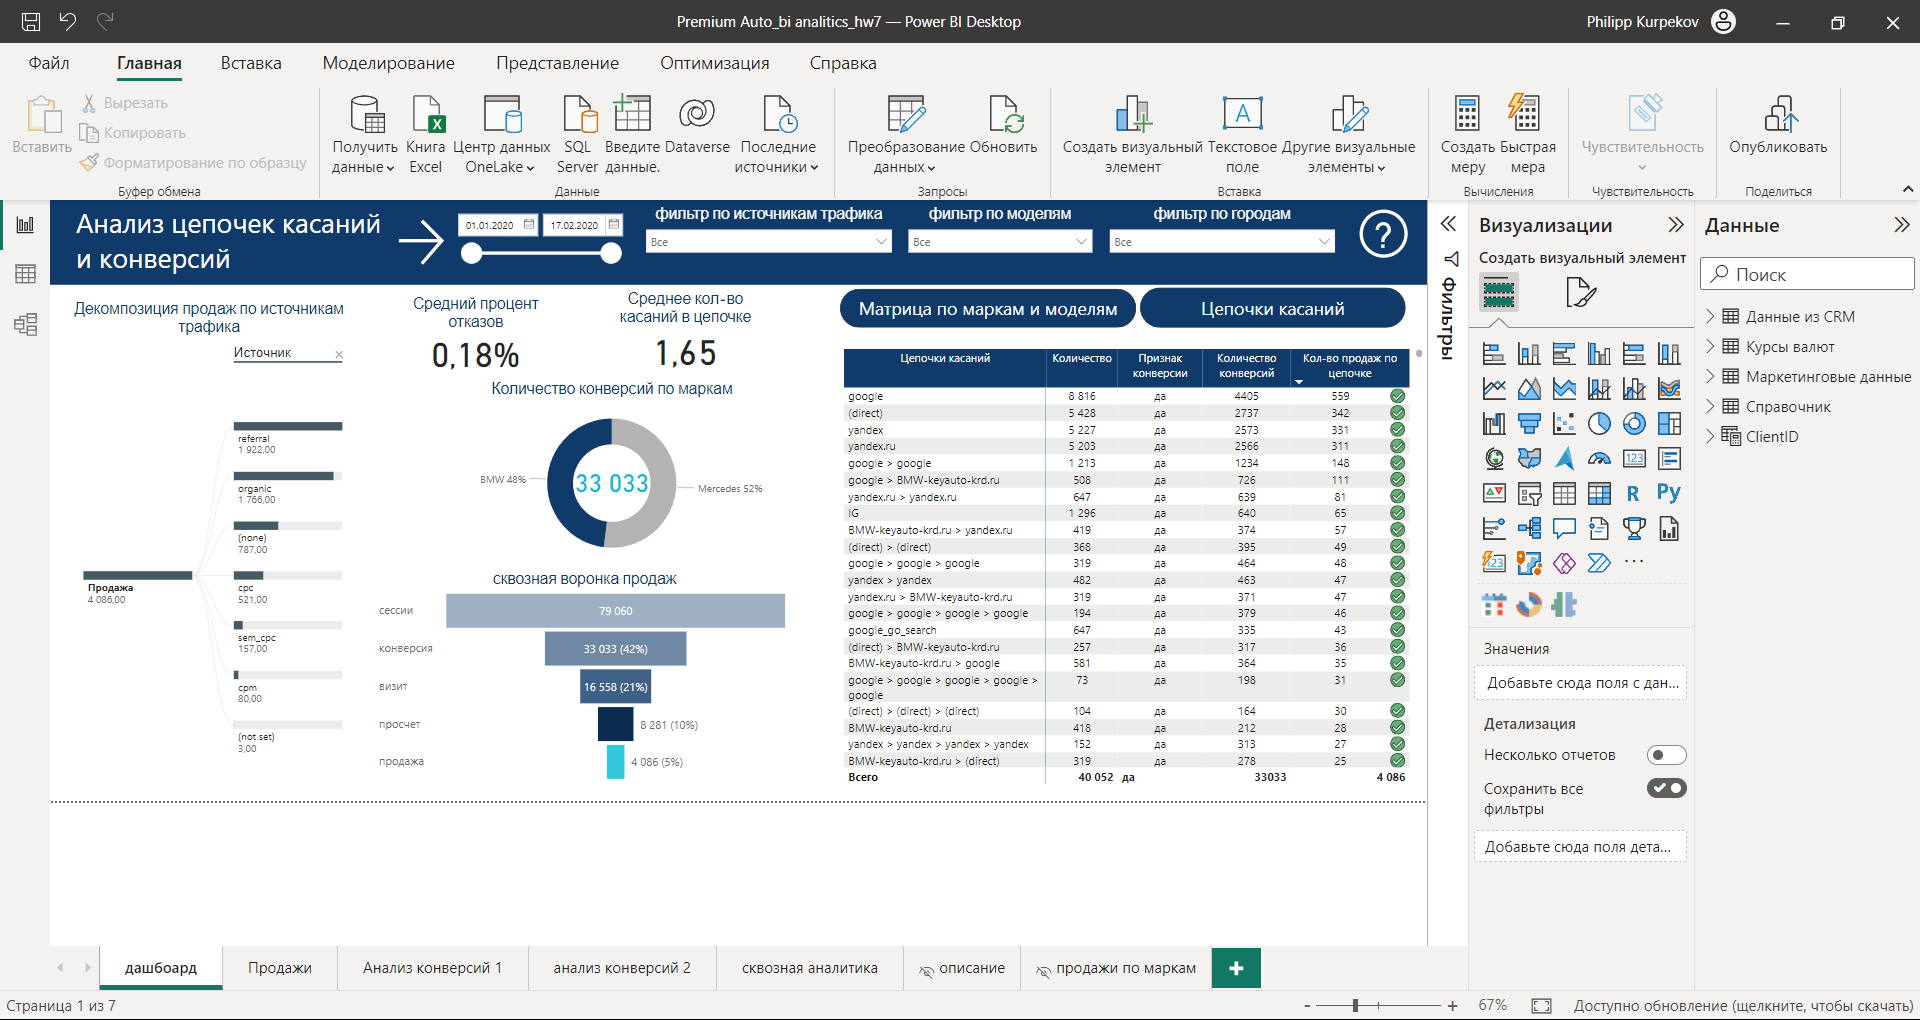 Premium Auto_bi analitics_hw7 — Power BI Desktop
Philipp Kurpekov
Файл Главная Вставка Моделирование Представление Оптимизация Справка
Вставить
Вырезать
Копировать
Форматирование по образцу
Буфер обмена
Получить
данные
Книга
Excel
Центр данных
OneLake
SQL
Server
Введите
данные.
Dataverse
Последние
источники
Данные
Преобразование
данных
Обновить
Запросы
Создать визуальный
элемент
Текстовое
поле
A
Другие визуальные
элементы
Вставка
Создать
меру
Быстрая
мера
Вычисления
Чувствительность
Чувствительность
Опубликовать
Поделиться
Анализ цепочек касаний
и конверсий
01.01.2020
17.02.2020
фильтр по источникам трафика
Все
фильтр по моделям
Все
фильтр по городам
Все
?
Декомпозиция продаж по источникам
трафика
Источник
Продажа
4 086,00
referral
1 922,00
organic
1 766,00
(none)
787,00
cpc
521,00
sem_cpc
157,00
cpm
80,00
(not set)
3,00
Средний процент
отказов
0,18%
Среднее кол-во
касаний в цепочке
1,65
Количество конверсий по маркам
BMW 48%
33 033
Mercedes 52%
сквозная воронка продаж
сессии 79 060
конверсия 33 033 (42%)
визит 16 558 (21%)
просчет 8 281 (10%)
продажа 4 086 (5%)
Матрица по маркам и моделям
Цепочки касаний
Цепочки касаний Количество Признак конверсии Количество конверсий Кол-во продаж по цепочке
google 8 816 да 4405 559
(direct) 5 428 да 2737 342
yandex 5 227 да 2573 331
yandex.ru 5 203 да 2566 311
google > google 1 213 да 1234 148
google > BMW-keyauto-krd.ru 508 да 726 111
yandex.ru > yandex.ru 647 да 639 81
IG 1 296 да 640 65
BMW-keyauto-krd.ru > yandex.ru 419 да 374 57
(direct) > (direct) 368 да 395 49
google > google > google 319 да 464 48
yandex > yandex 482 да 463 47
yandex.ru > BMW-keyauto-krd.ru 319 да 371 47
google > google > google > google 194 да 379 46
google_go_search 647 да 335 43
(direct) > BMW-keyauto-krd.ru 257 да 317 36
BMW-keyauto-krd.ru > google 581 да 364 35
google > google > google > google > 73 да 198 31
google
(direct) > (direct) > (direct) 104 да 164 30
BMW-keyauto-krd.ru 418 да 212 28
yandex > yandex > yandex > yandex 152 да 313 27
BMW-keyauto-krd.ru > (direct) 319 да 278 25
Всего 40 052 да 33033 4 086
Фильтры
Визуализации
Создать визуальный элемент
123
R
Py
123
...
Значения
Добавьте сюда поля с дан...
Детализация
Несколько отчетов
Сохранить все
фильтры
Добавьте сюда поля дета...
Данные
Поиск
Данные из CRM
Курсы валют
Маркетинговые данные
Справочник
ClientID
дашборд Продажи Анализ конверсий 1 анализ конверсий 2 сквозная аналитика описание продажи по маркам +
Страница 1 из 7
- + 67%
Доступно обновление (щелкните, чтобы скачать)